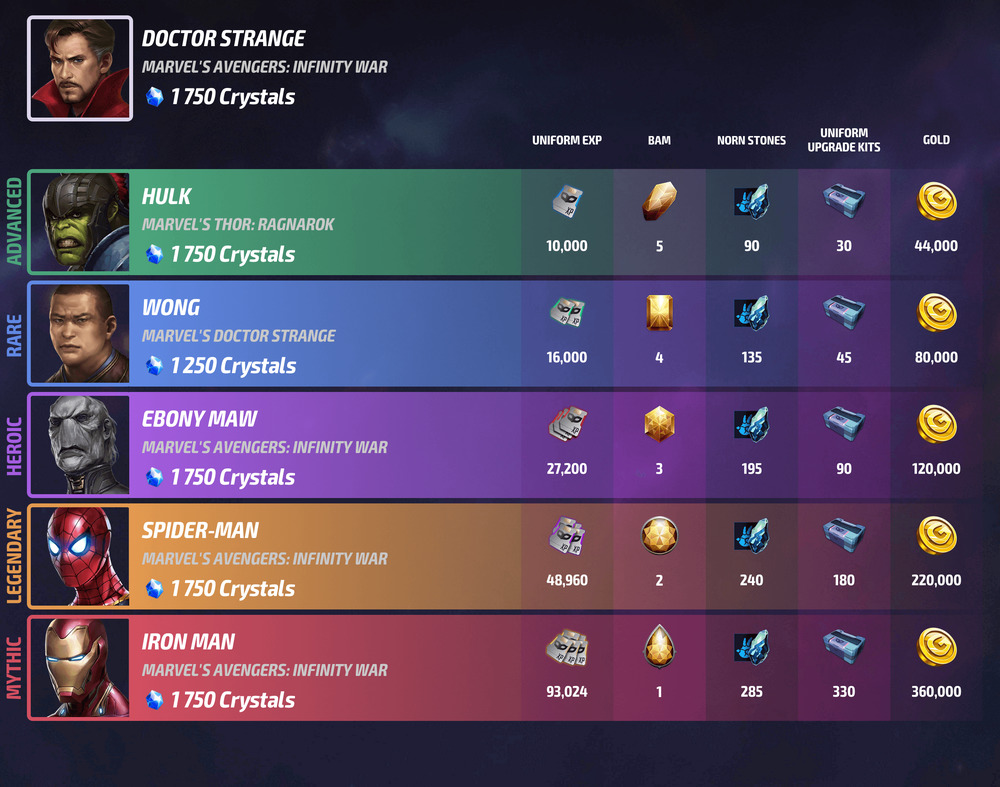 DOCTOR STRANGE
MARVEL'S AVENGERS: INFINITY WAR
1 750 Crystals
UNIFORM EXP
BAM
NORN STONES
UNIFORM
UPGRADE KITS
GOLD
ADVANCED
HULK
MARVEL'S THOR: RAGNAROK
1 750 Crystals
10,000
5
90
30
44,000
RARE
WONG
MARVEL'S DOCTOR STRANGE
1 250 Crystals
16,000
4
135
45
80,000
HEROIC
EBONY MAW
MARVEL'S AVENGERS: INFINITY WAR
1 750 Crystals
27,200
3
195
90
120,000
LEGENDARY
SPIDER-MAN
MARVEL'S AVENGERS: INFINITY WAR
1 750 Crystals
48,960
2
240
180
220,000
MYTHIC
IRON MAN
MARVEL'S AVENGERS: INFINITY WAR
1 750 Crystals
93,024
1
285
330
360,000